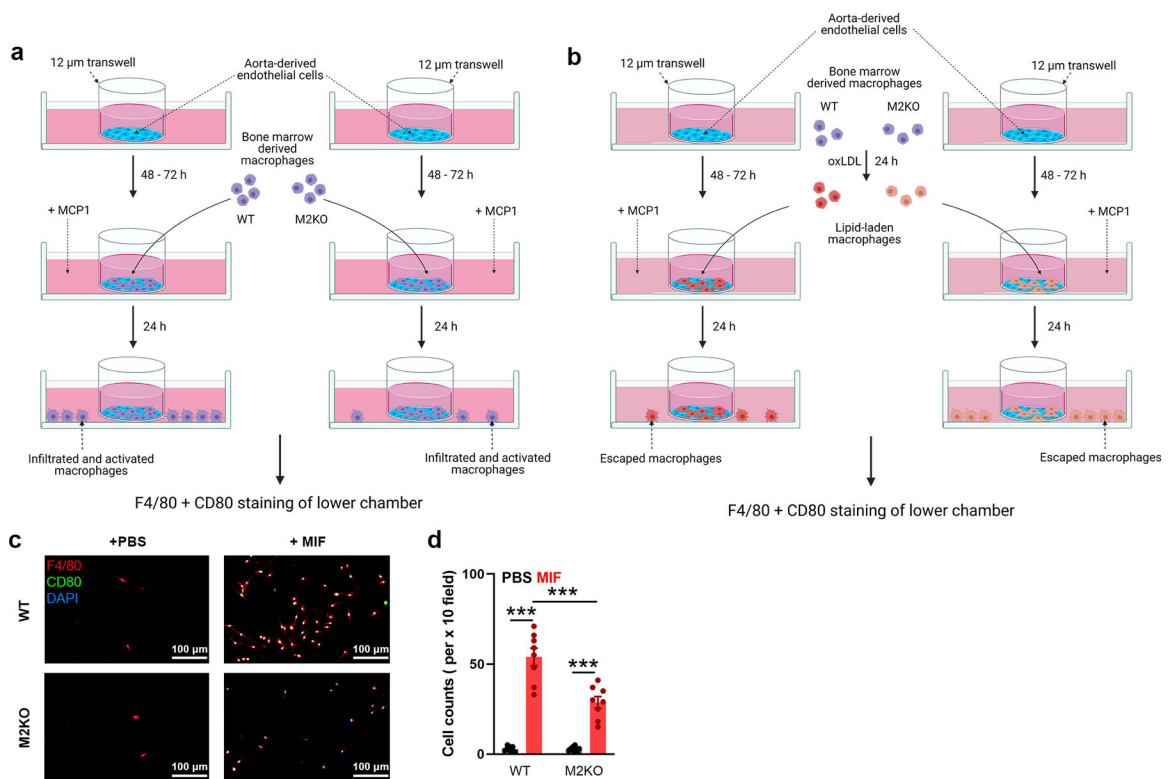 a
12 µm transwell
Aorta-derived
endothelial cells
12 µm transwell
Bone marrow
derived
macrophages
48 - 72 h
48 - 72 h
WT
M2KO
+ MCP1
+ MCP1
24 h
24 h
Infiltrated and activated
macrophages
Infiltrated and activated
macrophages
F4/80 + CD80 staining of lower chamber
b
Aorta-derived
endothelial cells
12 µm transwell
12 µm transwell
Bone marrow
derived macrophages
WT
M2KO
oxLDL
24 h
48 - 72 h
48 - 72 h
+ MCP1
+ MCP1
Lipid-laden
macrophages
24 h
24 h
Escaped macrophages
Escaped macrophages
F4/80 + CD80 staining of lower chamber
c
+PBS
+ MIF
F4/80
CD80
DAPI
WT
100 µm
100 µm
M2KO
100 µm
100 µm
d
PBS MIF
Cell counts ( per x 10 field)
100
50
0
***
***
***
WT
M2KO